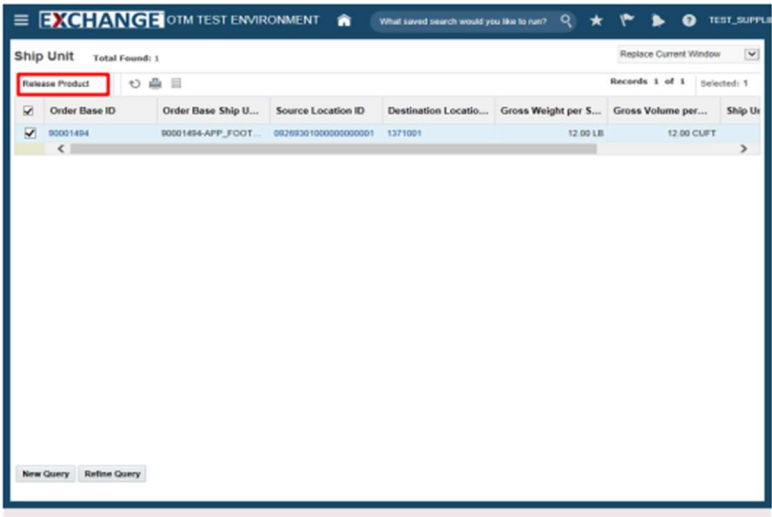 EXCHANGE OTM TEST ENVIRONMENT What saved search would you like to run? TEST_SUPPLIE
Ship Unit Total Found: 1 Replace Current Window
Release Product Records 1 of 1 Selected: 1
Order Base ID Order Base Ship U... Source Location ID Destination Locatio... Gross Weight per S... Gross Volume per... Ship Un
90001494 90001494-APP_FOOT... 09269301000000000001 1371001 12.00 LB 12.00 CUFT
New Query Refine Query